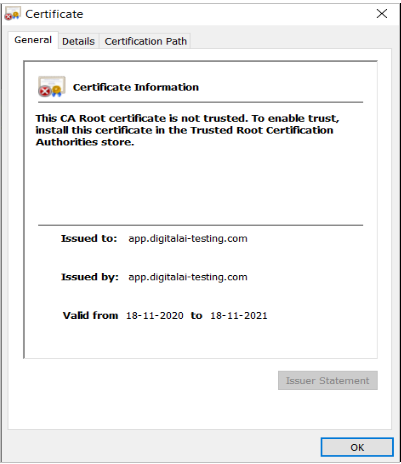 Certificate
General Details Certification Path
Certificate Information
This CA Root certificate is not trusted. To enable trust,
install this certificate in the Trusted Root Certification
Authorities store.
Issued to: app.digitalai-testing.com
Issued by: app.digitalai-testing.com
Valid from 18-11-2020 to 18-11-2021
Issuer Statement
OK